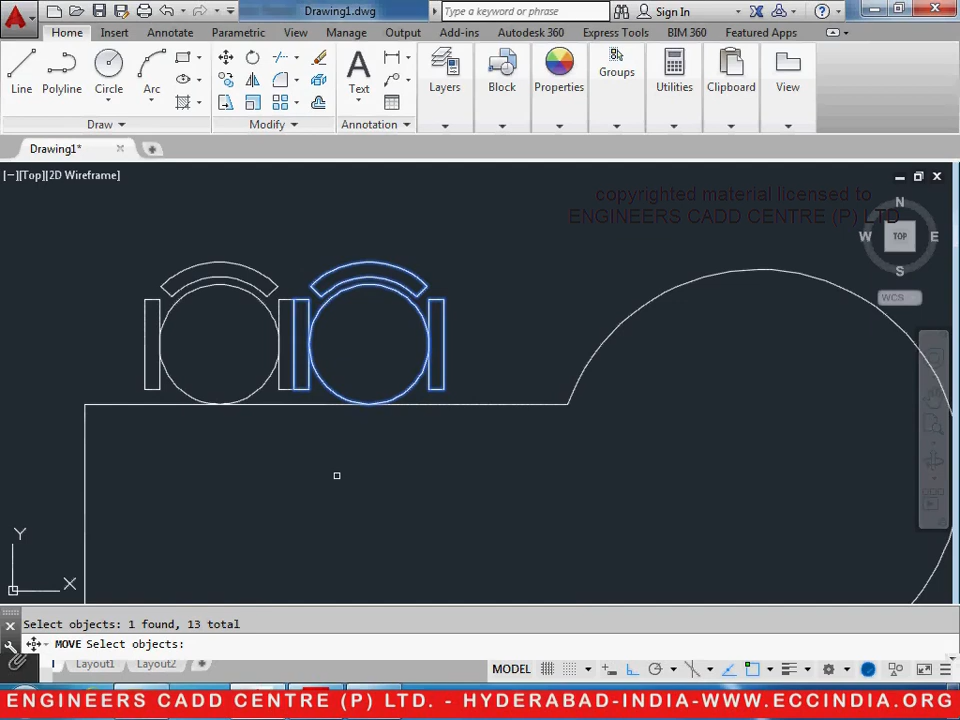 Drawing1.dwg
Type a keyword or phrase
Sign In
Home Insert Annotate Parametric View Manage Output Add-ins Autodesk 360 Express Tools BIM 360 Featured Apps
Line Polyline Circle Arc Text Layers Block Properties Groups Utilities Clipboard View
Draw Modify Annotation
Drawing1*
[−][Top][2D Wireframe]
copyrighted material licensed to
ENGINEERS CADD CENTRE (P) LTD
N
W TOP E
S
WCS
Y
X
Select objects: 1 found, 13 total
MOVE Select objects:
Layout1 Layout2
MODEL
ENGINEERS CADD CENTRE (P) LTD. - HYDERABAD-INDIA-WWW.ECCINDIA.ORG